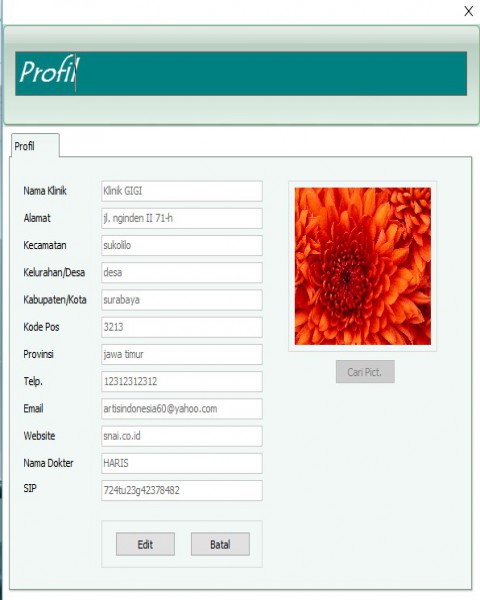 X
Profil
Profil
Nama Klinik Klinik GIGI
Alamat jl. nginden II 71-h
Kecamatan sukolilo
Kelurahan/Desa desa
Kabupaten/Kota surabaya
Kode Pos 3213
Provinsi jawa timur
Telp. 12312312312
Email artisindonesia60@yahoo.com
Website snai.co.id
Nama Dokter HARIS
SIP 724tu23g42378482
Cari Pict.
Edit Batal